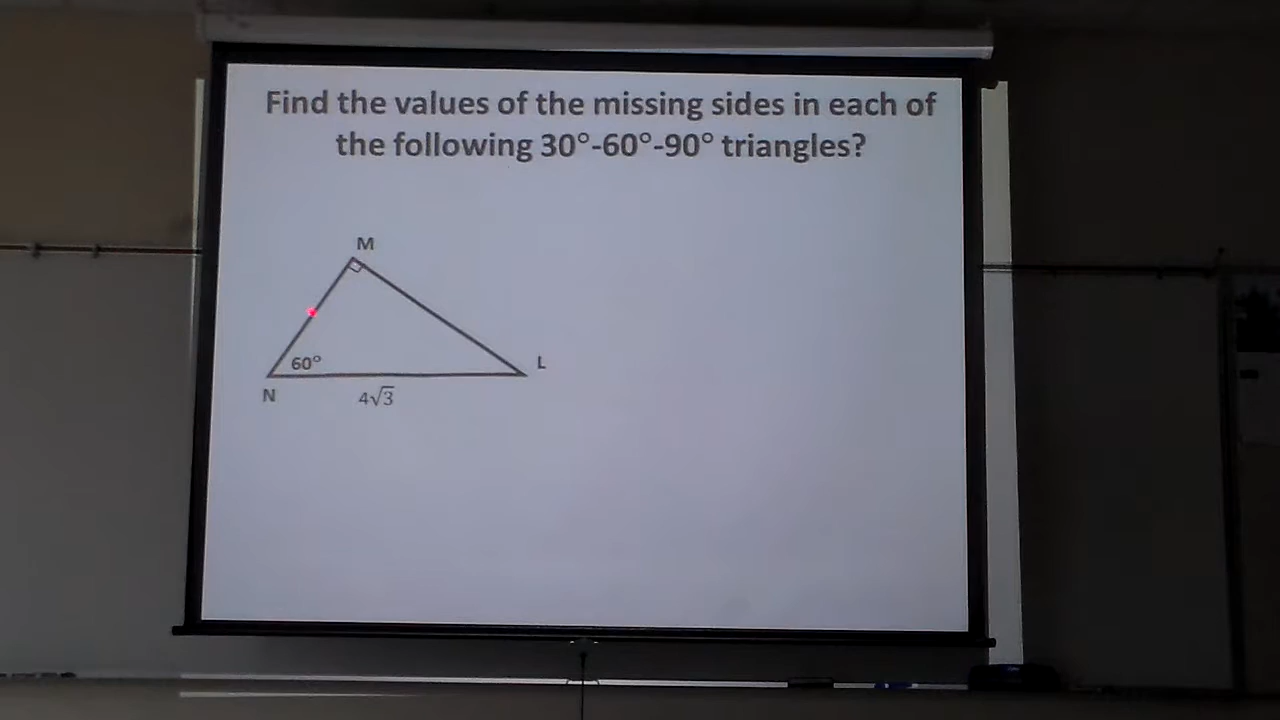 Find the values of the missing sides in each of
the following 30°-60°-90° triangles?
M
60°
L
N
4√3